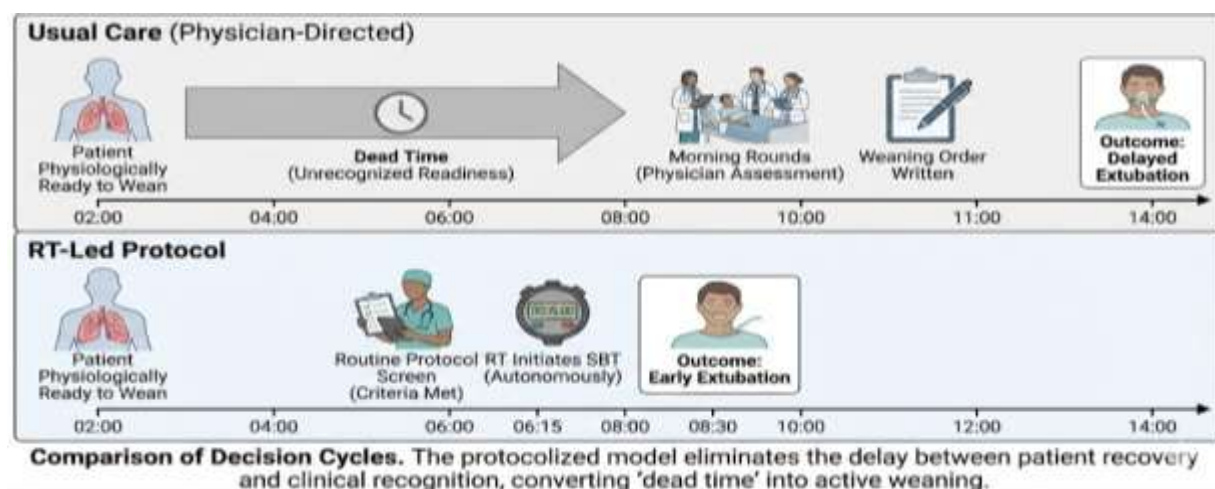 Usual Care (Physician-Directed)
Patient
Physiologically
Ready to Wean
Dead Time
(Unrecognized Readiness)
Morning Rounds
(Physician Assessment)
Weaning Order
Written
Outcome:
Delayed
Extubation
02:00 04:00 06:00 08:00 10:00 11:00 14:00
RT-Led Protocol
Patient
Physiologically
Ready to Wean
Routine Protocol
Screen
(Criteria Met)
RT Initiates SBT
(Autonomously)
Outcome:
Early Extubation
02:00 04:00 06:00 06:15 08:00 08:30 10:00 12:00 14:00
Comparison of Decision Cycles. The protocolized model eliminates the delay between patient recovery
and clinical recognition, converting 'dead time' into active weaning.